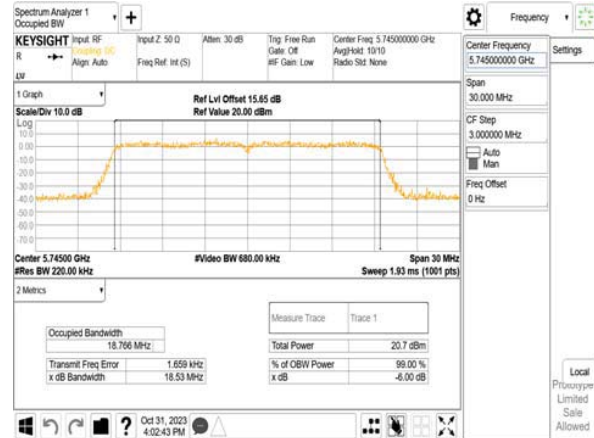 Spectrum Analyzer 1
Occupied BW
Frequency
KEYSIGHT
R
LV
Input: RF
Coupling: DC
Align: Auto
Input Z: 50 Ω
Freq Ref: Int (S)
Atten: 30 dB
Trig: Free Run
Gate: Off
#IF Gain: Low
Center Freq: 5.745000000 GHz
Avg|Hold: 10/10
Radio Std: None
1 Graph
Scale/Div 10.0 dB
Ref Lvl Offset 15.65 dB
Ref Value 20.00 dBm
Log
10.0
0.00
-10.0
-20.0
-30.0
-40.0
-50.0
-60.0
-70.0
Center 5.74500 GHz
#Res BW 220.00 kHz
#Video BW 680.00 kHz
Span 30 MHz
Sweep 1.93 ms (1001 pts)
2 Metrics
Measure Trace Trace 1
Occupied Bandwidth
18.766 MHz
Total Power 20.7 dBm
Transmit Freq Error 1.659 kHz
% of OBW Power 99.00 %
x dB Bandwidth 18.53 MHz
x dB -6.00 dB
Oct 31, 2023
4:02:43 PM
Center Frequency
5.745000000 GHz
Settings
Span
30.000 MHz
CF Step
3.000000 MHz
Auto
Man
Freq Offset
0 Hz
Local
Prototype
Limited
Sale
Allowed